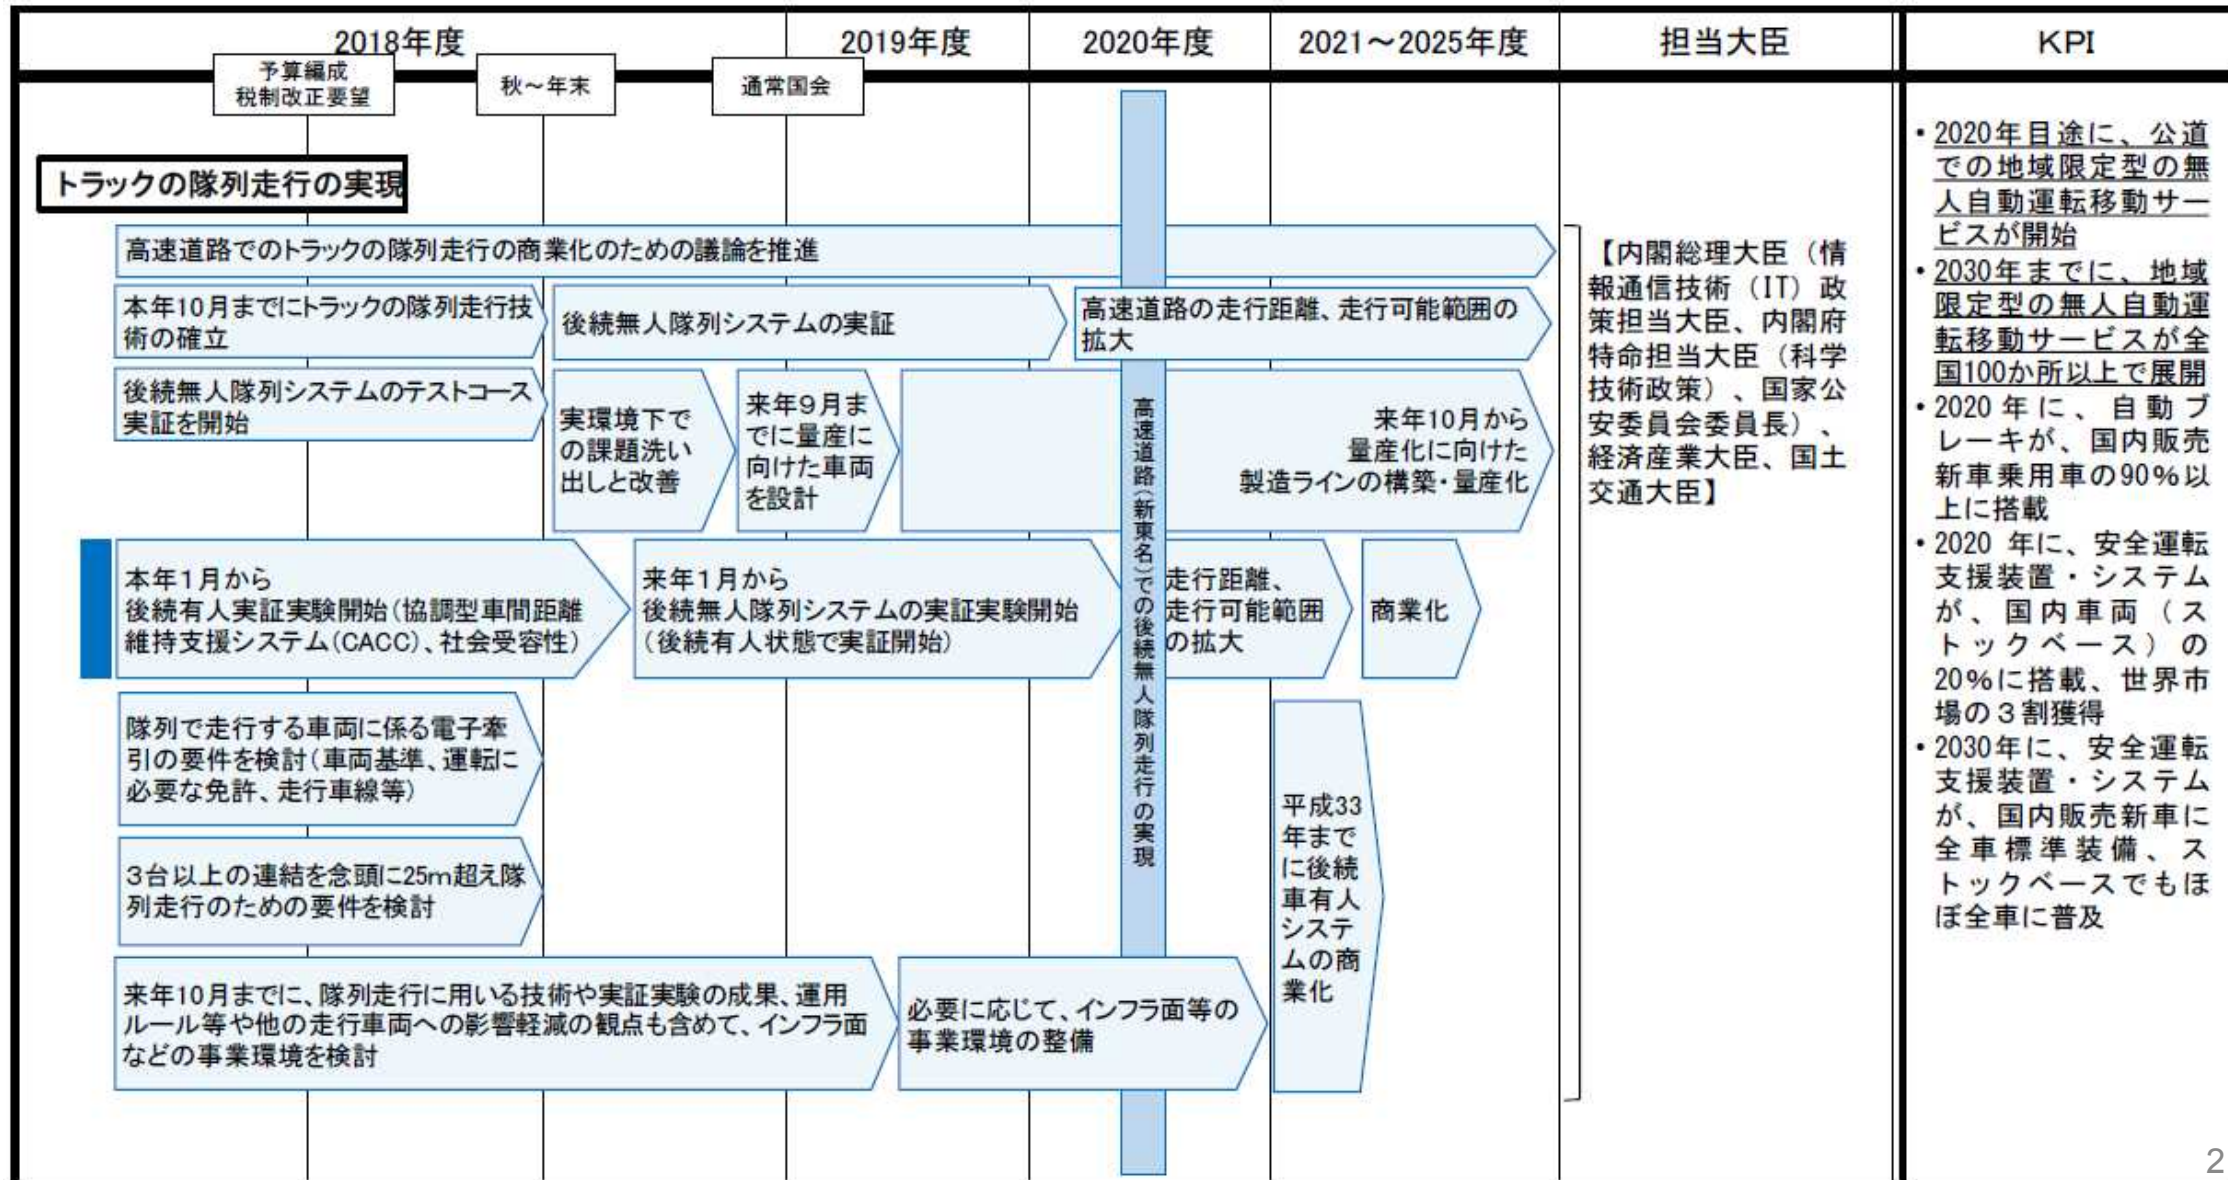 2018年度
2019年度
2020年度
2021～2025年度
担当大臣
KPI
予算編成
税制改正要望
秋～年末
通常国会
トラックの隊列走行の実現
高速道路でのトラックの隊列走行の商業化のための議論を推進
本年10月までにトラックの隊列走行技
術の確立
後続無人隊列システムの実証
高速道路の走行距離、走行可能範囲の
拡大
後続無人隊列システムのテストコース
実証を開始
実環境下で
の課題洗い
出しと改善
来年９月ま
でに量産に
向けた車両
を設計
来年10月から
量産化に向けた
製造ラインの構築・量産化
高速道路(新東名)での後続無人隊列走行の実現
本年１月から
後続有人実証実験開始(協調型車間距離
維持支援システム(CACC)、社会受容性)
来年１月から
後続無人隊列システムの実証実験開始
(後続有人状態で実証開始)
走行距離、
走行可能範囲
の拡大
商業化
隊列で走行する車両に係る電子牽
引の要件を検討(車両基準、運転に
必要な免許、走行車線等)
３台以上の連結を念頭に25m超え隊
列走行のための要件を検討
平成33
年まで
に後続
車有人
システ
ムの商
業化
来年10月までに、隊列走行に用いる技術や実証実験の成果、運用
ルール等や他の走行車両への影響軽減の観点も含めて、インフラ面
などの事業環境を検討
必要に応じて、インフラ面等の
事業環境の整備
【内閣総理大臣（情
報通信技術（IT）政
策担当大臣、内閣府
特命担当大臣（科学
技術政策）、国家公
安委員会委員長）、
経済産業大臣、国土
交通大臣】
・2020年目途に、公道
での地域限定型の無
人自動運転移動サー
ビスが開始
・2030年までに、地域
限定型の無人自動運
転移動サービスが全
国100か所以上で展開
・2020年に、自動ブ
レーキが、国内販売
新車乗用車の90％以
上に搭載
・2020 年に、安全運転
支援装置・システム
が、国内車両（ス
トックベース）の
20％に搭載、世界市
場の３割獲得
・2030年に、安全運転
支援装置・システム
が、国内販売新車に
全車標準装備、ス
トックベースでもほ
ぼ全車に普及
2